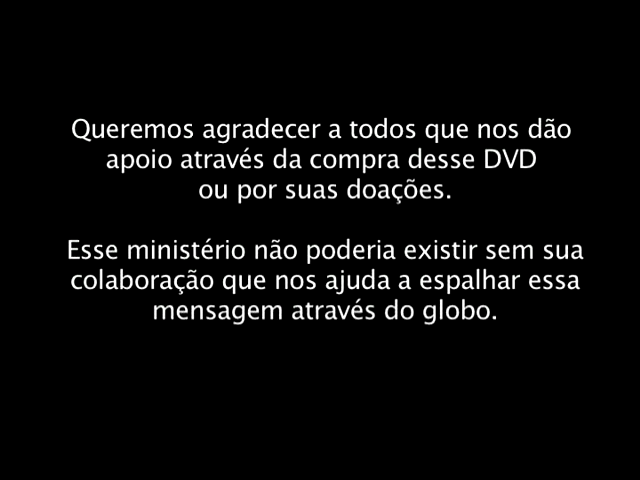 Queremos agradecer a todos que nos dão
apoio através da compra desse DVD
ou por suas doações.
Esse ministério não poderia existir sem sua
colaboração que nos ajuda a espalhar essa
mensagem através do globo.